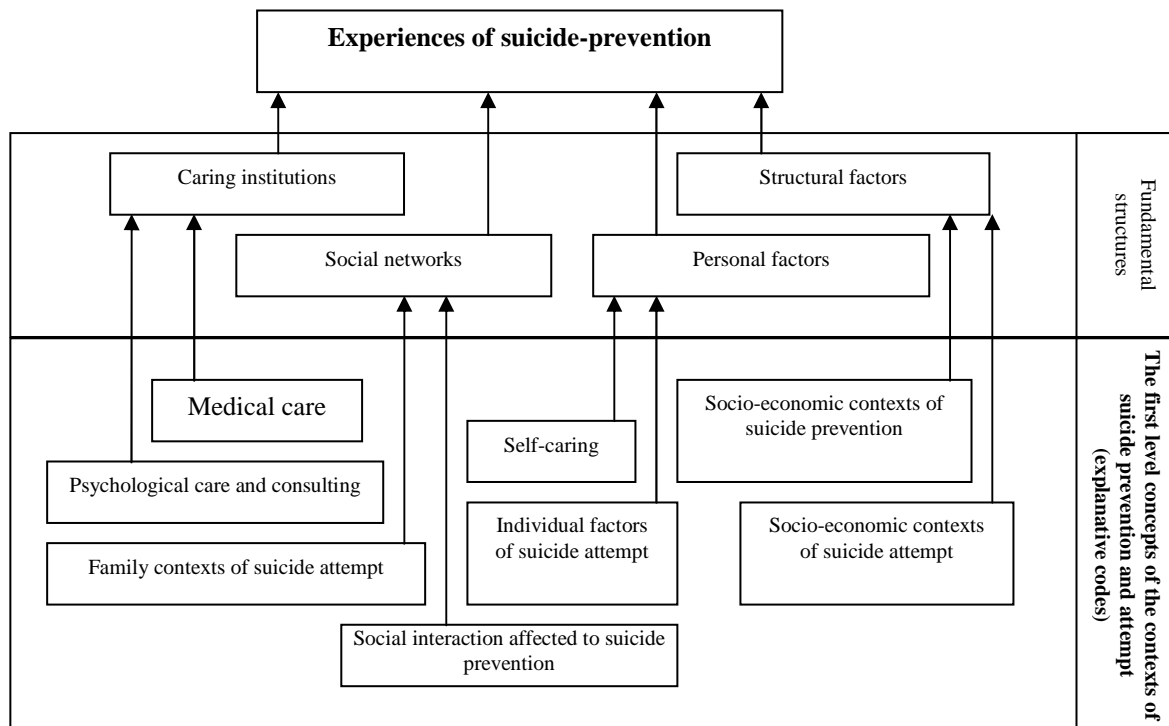 Experiences of suicide-prevention
Caring institutions
Structural factors
Social networks
Personal factors
Fundamental
structures
Medical care
Socio-economic contexts of
suicide prevention
Self-caring
Psychological care and consulting
Individual factors
of suicide attempt
Socio-economic contexts
of suicide attempt
Family contexts of suicide attempt
Social interaction affected to suicide
prevention
The first level concepts of the contexts of
suicide prevention and attempt
(explanative codes)